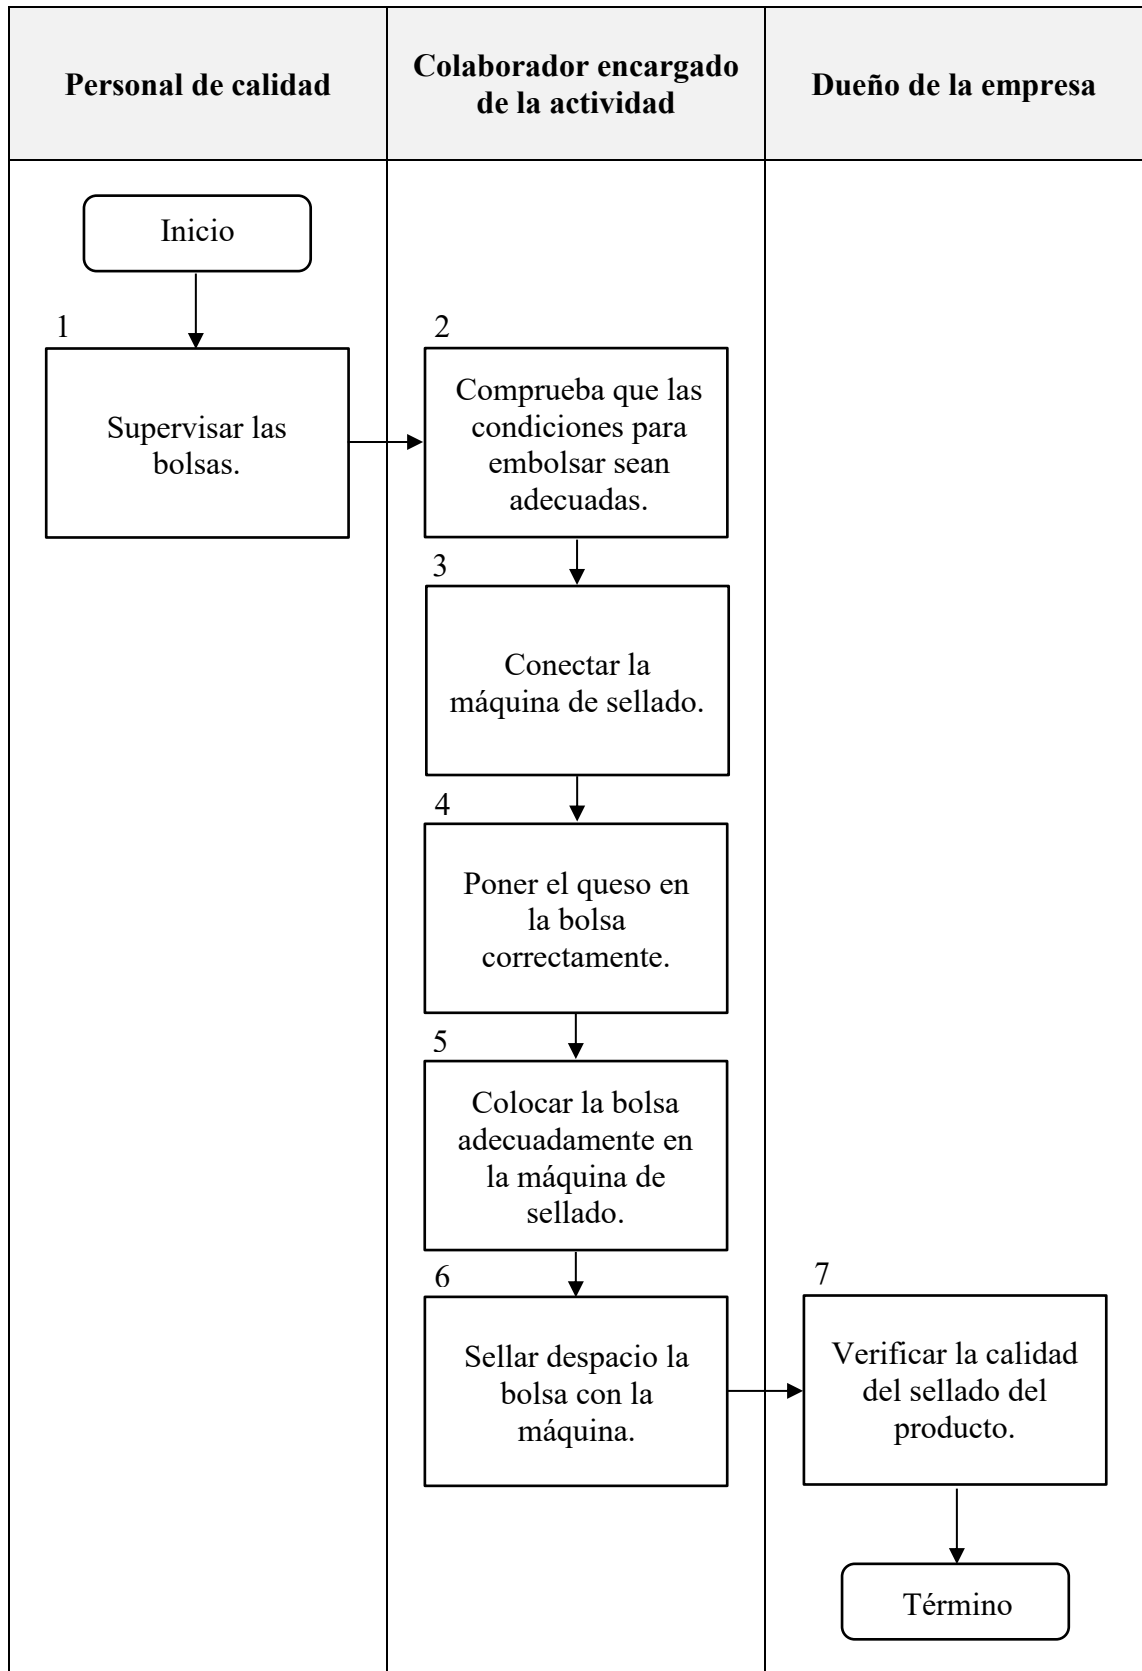 Personal de calidad
Colaborador encargado
de la actividad
Dueño de la empresa
Inicio
1
Supervisar las
bolsas.
2
Comprueba que las
condiciones para
embolsar sean
adecuadas.
3
Conectar la
máquina de sellado.
4
Poner el queso en
la bolsa
correctamente.
5
Colocar la bolsa
adecuadamente en
la máquina de
sellado.
6
Sellar despacio la
bolsa con la
máquina.
7
Verificar la calidad
del sellado del
producto.
Término